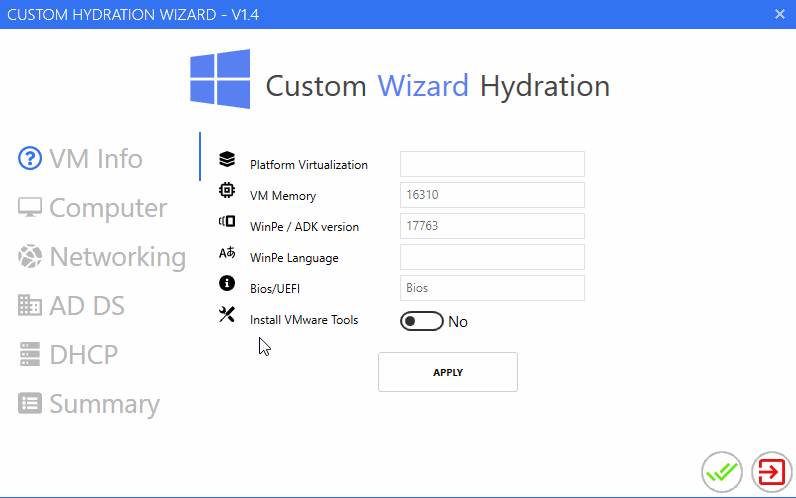 CUSTOM HYDRATION WIZARD - V1.4
Custom Wizard Hydration
VM Info
Computer
Networking
AD DS
DHCP
Summary
Platform Virtualization
VM Memory 16310
WinPe / ADK version 17763
WinPe Language
Bios/UEFI Bios
Install VMware Tools No
APPLY